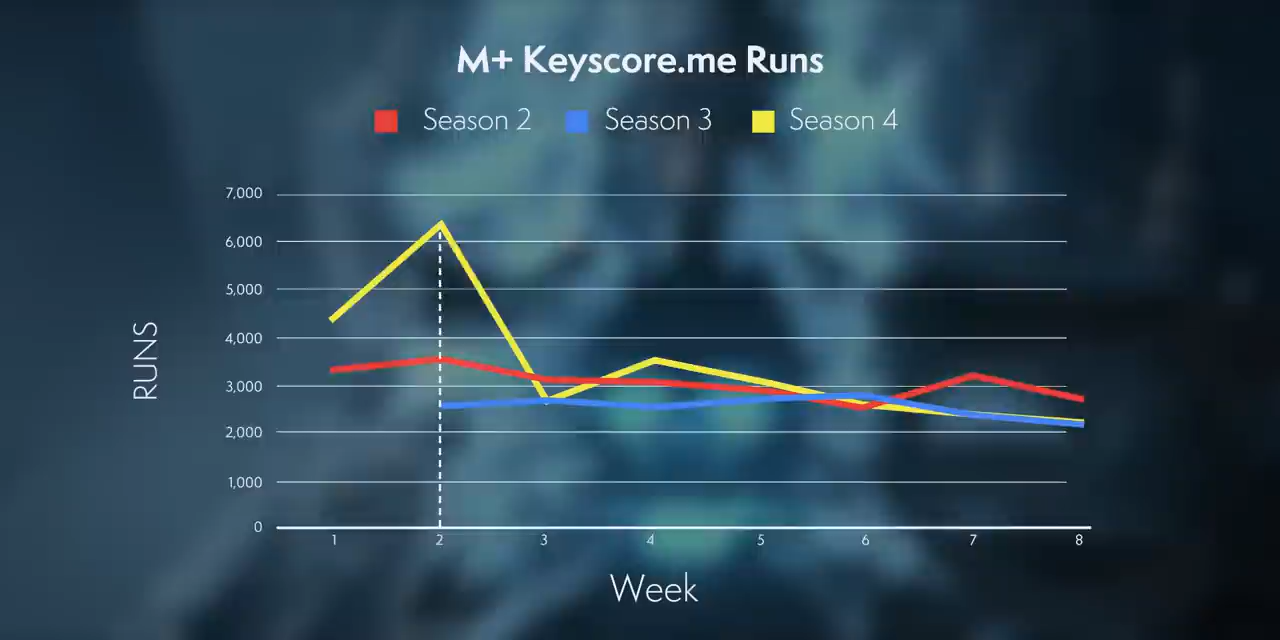 M+ Keyscore.me Runs
Season 2 Season 3 Season 4
7,000
6,000
5,000
4,000
3,000
2,000
1,000
0
RUNS
1 2 3 4 5 6 7 8
Week